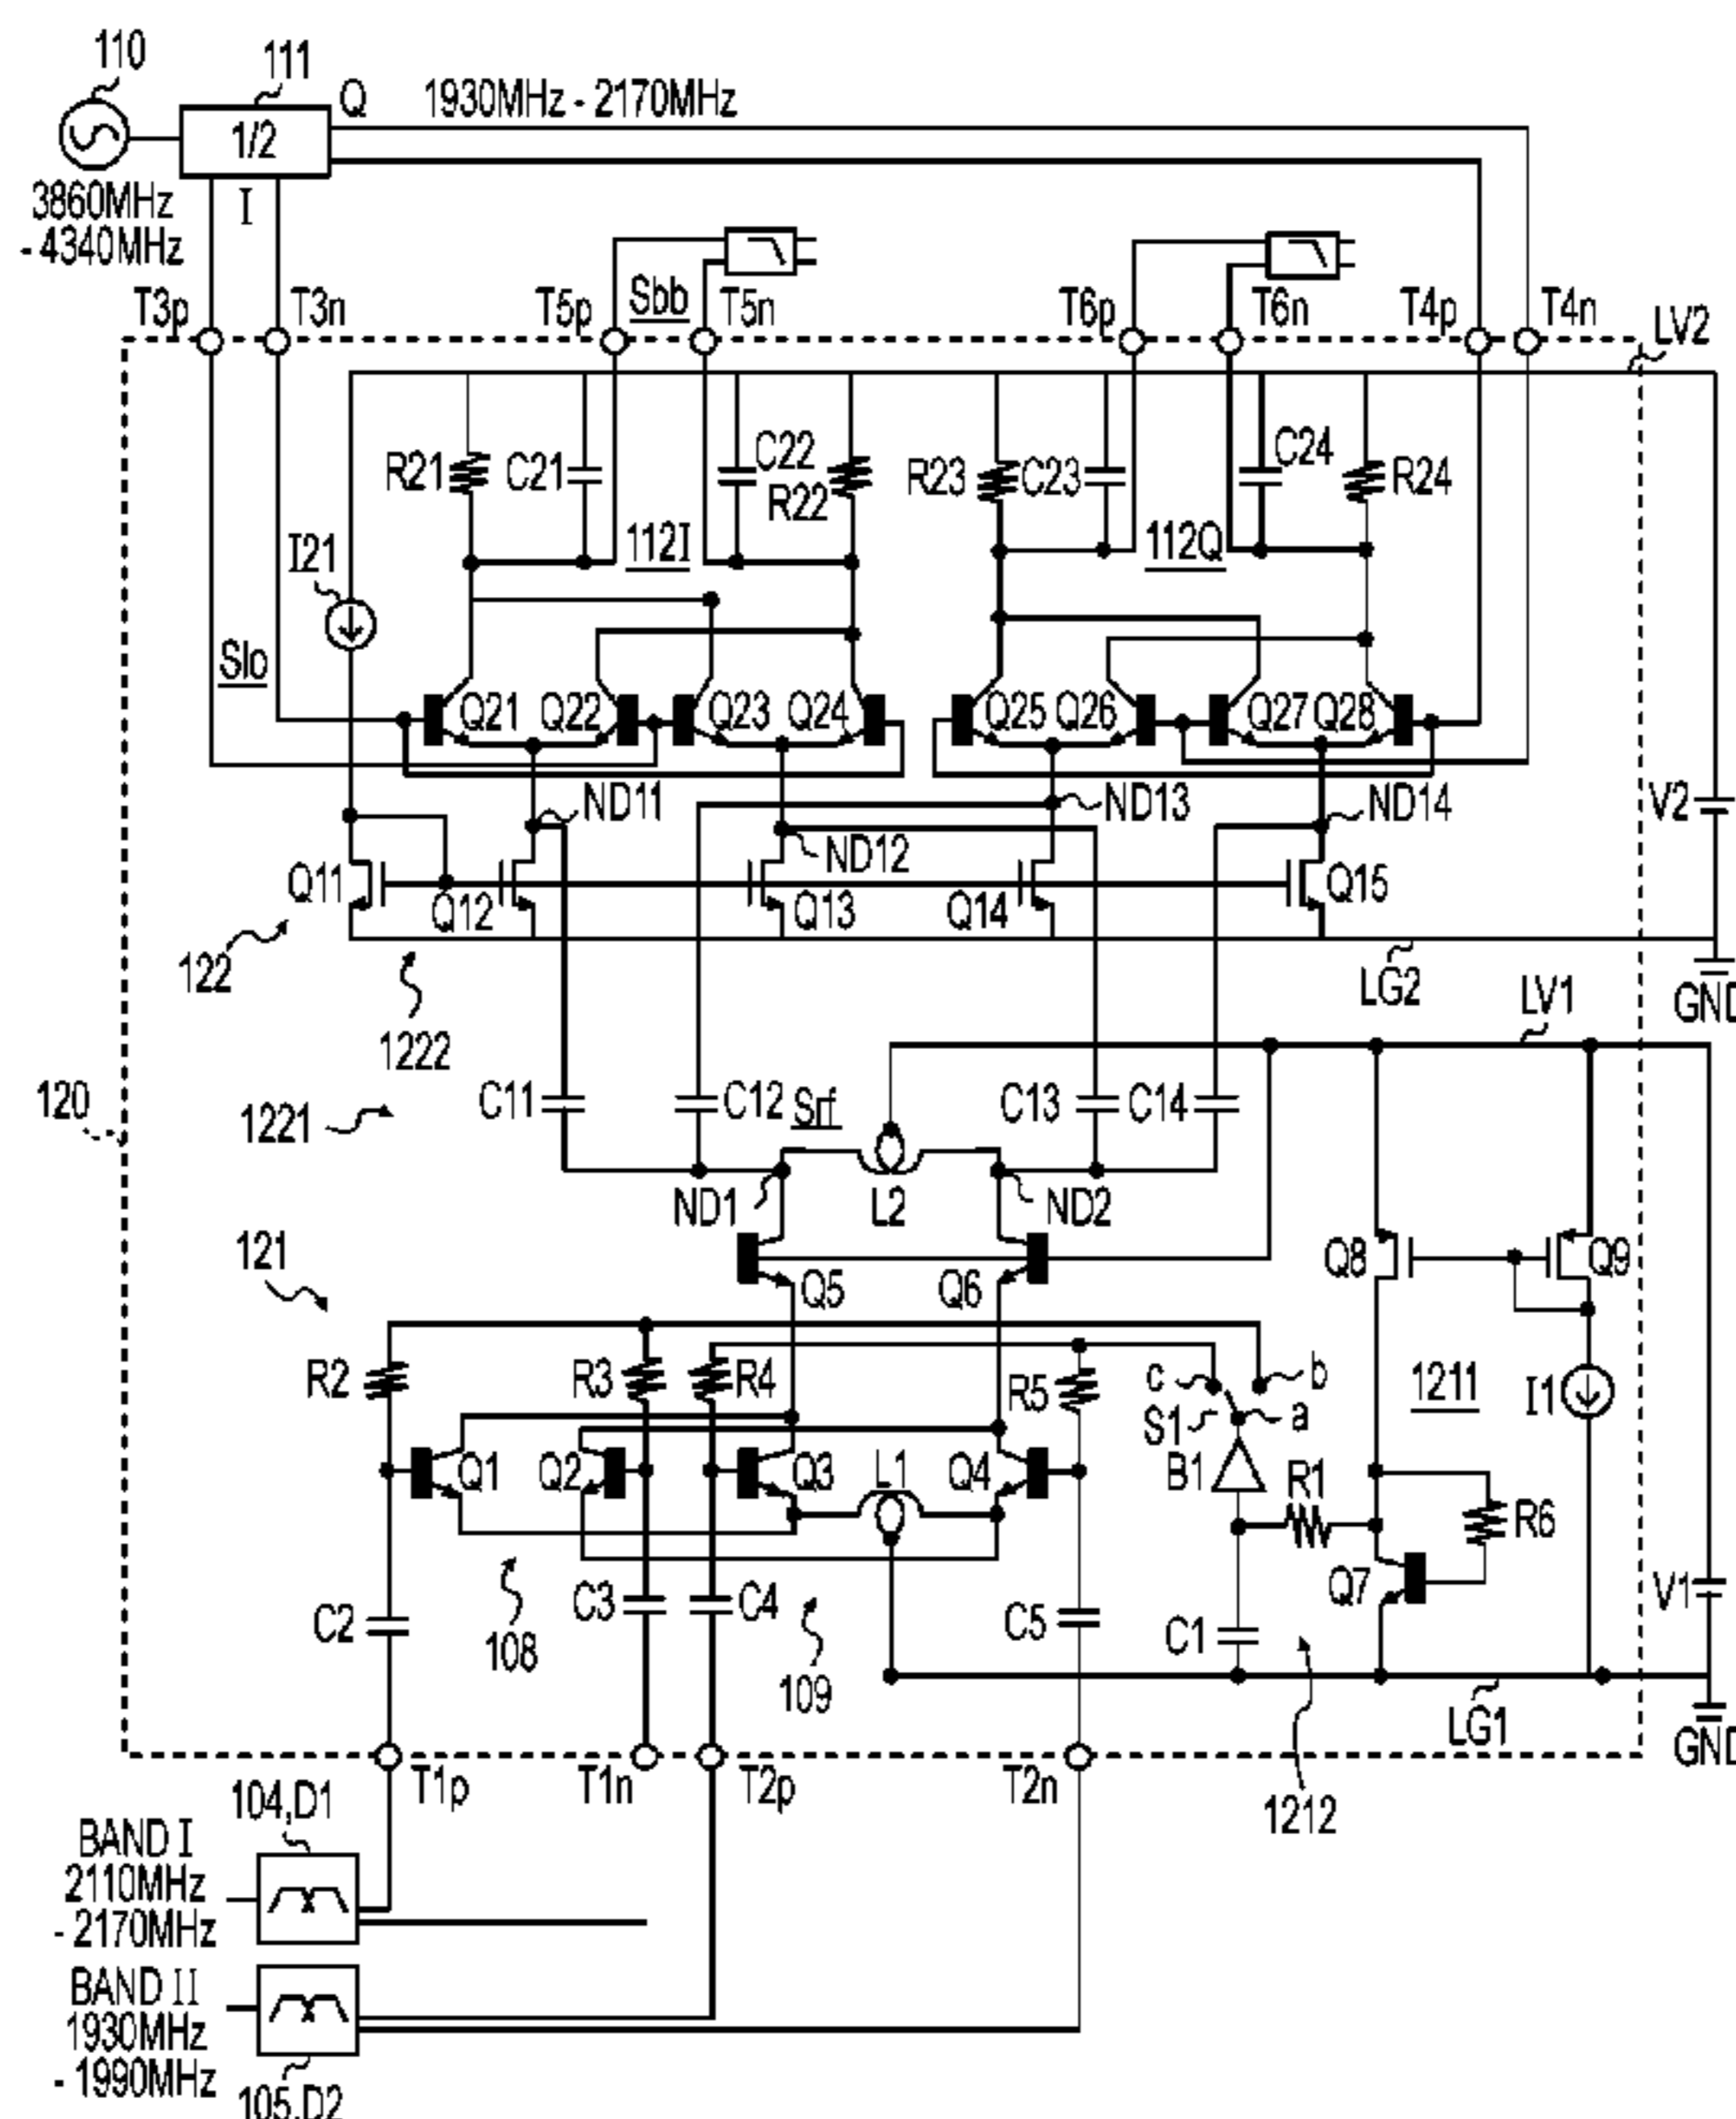 110
111
Q 1930MHz - 2170MHz
1/2
3860MHz
- 4340MHz
I
T3p T3n T5p Sbb T5n T6p T6n T4p T4n
LV2
R21 C21 C22 R22 R23 C23 C24 R24
I21 112I 112Q
Slo
Q21 Q22 Q23 Q24 Q25 Q26 Q27 Q28
ND11 ND12 ND13 ND14 V2
Q11 Q12 Q13 Q14 Q15
122 1222 LG2 LV1 GND
120 1221 C11 C12 Srf C13 C14
ND1 L2 ND2
121 Q5 Q6 Q8 Q9
R2 R3 R4 R5 c b S1 a 1211 I1
Q1 Q2 Q3 L1 Q4 B1 R1 R6
C2 108 C3 C4 109 C5 C1 Q7 V1
LG1 GND
T1p T1n T2p T2n 1212
104,D1
BAND I
2110MHz
- 2170MHz
BAND II
1930MHz
- 1990MHz
105,D2